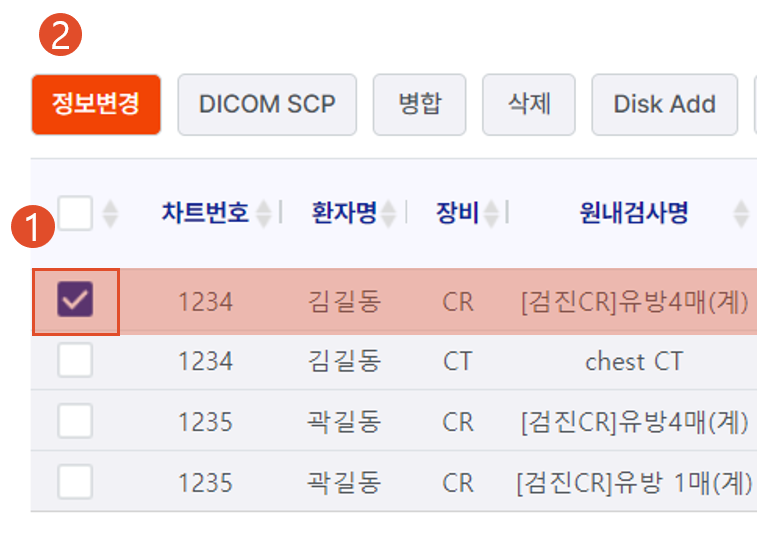 2
정보변경 DICOM SCP 병합 삭제 Disk Add
1
차트번호 환자명 장비 원내검사명
1234 김길동 CR [검진CR]유방4매(계)
1234 김길동 CT chest CT
1235 곽길동 CR [검진CR]유방4매(계)
1235 곽길동 CR [검진CR]유방 1매(계)